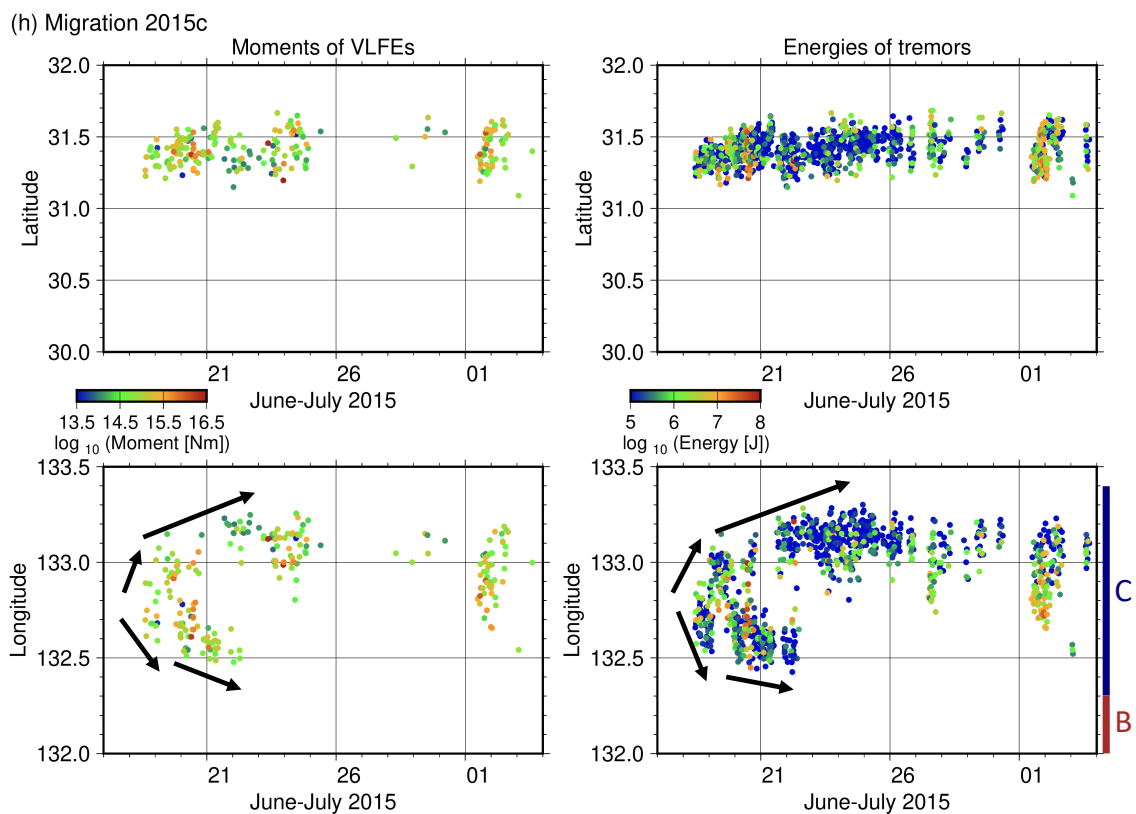 (h) Migration 2015c
Moments of VLFEs
Energies of tremors
32.0
31.5
31.0
30.5
30.0
Latitude
21
26
01
June-July 2015
32.0
31.5
31.0
30.5
30.0
Latitude
21
26
01
June-July 2015
13.5 14.5 15.5 16.5
log 10 (Moment [Nm])
5 6 7 8
log 10 (Energy [J])
133.5
133.0
132.5
132.0
Longitude
21
26
01
June-July 2015
133.5
133.0
132.5
132.0
Longitude
21
26
01
June-July 2015
C
B